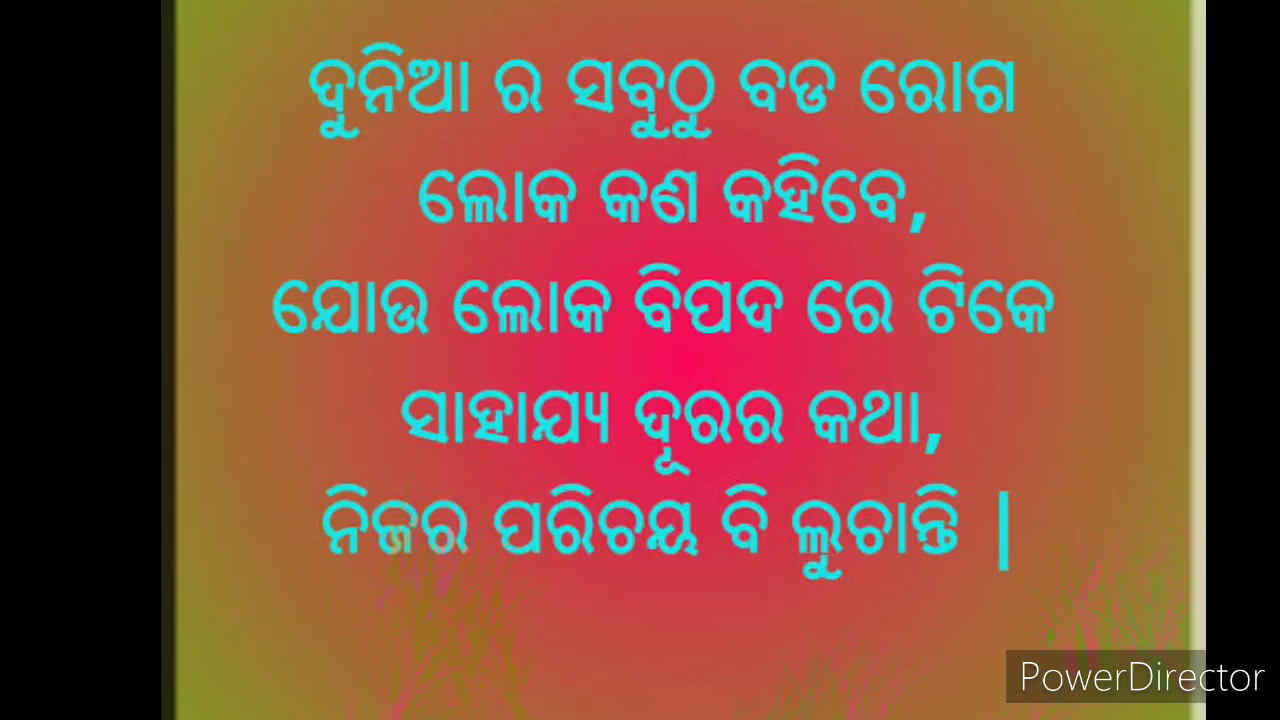 ଦୁନିଆ ର ସବୁଠୁ ବଡ ରୋଗ
ଲୋକ କଣ କହିବେ,
ଯୋଉ ଲୋକ ବିପଦ ରେ ଟିକେ
ସାହାଯ୍ୟ ଦୂରର କଥା,
ନିଜର ପରିଚୟ ବି ଲୁଚାନ୍ତି |
PowerDirector